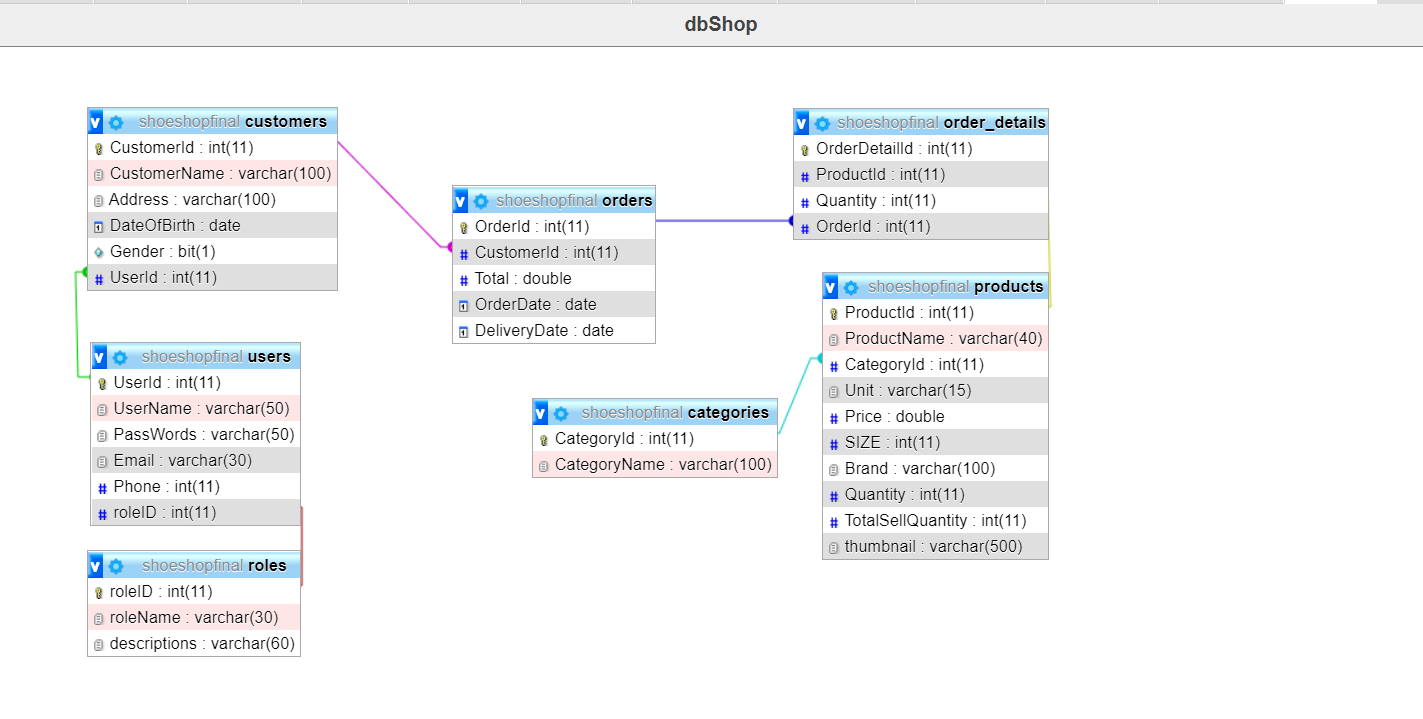 dbShop
shoeshopfinal customers
CustomerId : int(11)
CustomerName : varchar(100)
Address : varchar(100)
DateOfBirth : date
Gender : bit(1)
UserId : int(11)
shoeshopfinal users
UserId : int(11)
UserName : varchar(50)
PassWords : varchar(50)
Email : varchar(30)
Phone : int(11)
roleID : int(11)
shoeshopfinal roles
roleID : int(11)
roleName : varchar(30)
descriptions : varchar(60)
shoeshopfinal orders
OrderId : int(11)
CustomerId : int(11)
Total : double
OrderDate : date
DeliveryDate : date
shoeshopfinal categories
CategoryId : int(11)
CategoryName : varchar(100)
shoeshopfinal order_details
OrderDetailId : int(11)
ProductId : int(11)
Quantity : int(11)
OrderId : int(11)
shoeshopfinal products
ProductId : int(11)
ProductName : varchar(40)
CategoryId : int(11)
Unit : varchar(15)
Price : double
SIZE : int(11)
Brand : varchar(100)
Quantity : int(11)
TotalSellQuantity : int(11)
thumbnail : varchar(500)